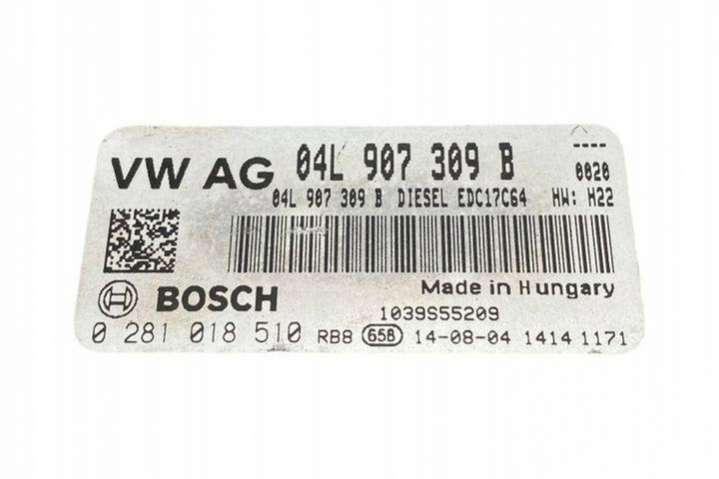 VW AG 04L 907 309 B ----
0020
04L 907 309 B DIESEL EDC17C64 HW: H22
Made in Hungary
BOSCH 1039S55209
0 281 018 510 RB8 658 14-08-04 1414 1171